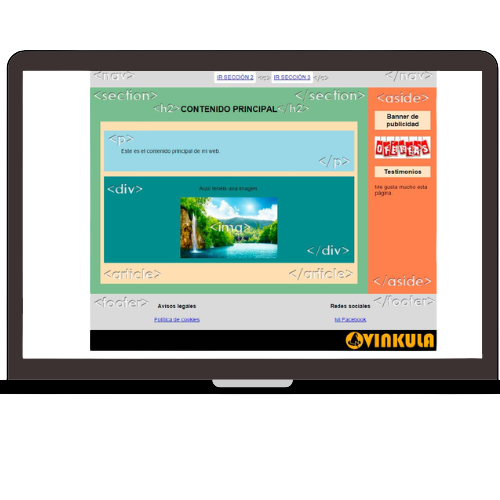 <nav> IR SECCIÓN 2 <a> IR SECCIÓN 3 </a> </nav>
<section> </section>
<h2> CONTENIDO PRINCIPAL </h2>
<p>
Este es el contenido principal de mi web.
</p>
<div>
Aquí tenéis una imagen
<img>
</div>
<article> </article>
<aside>
Banner de
publicidad
OFERTAS
Testimonios
Me gusta mucho esta
página
</aside>
<footer> </footer>
Avisos legales
Redes sociales
Política de cookies
Mi Facebook
VINKULA